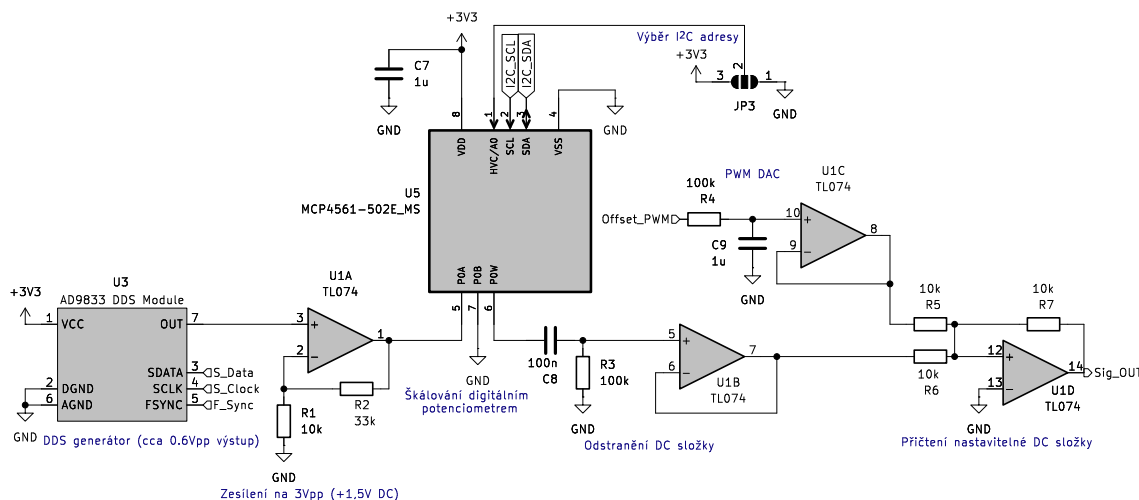 +3V3
Výběr I²C adresy
+3V3
C7
1u
I2C_SCL
I2C_SDA
2
3
1
JP3
GND
GND
GND
8
1
2
3
4
VDD
HVC/A0
SCL
SDA
VSS
U5
MCP4561-502E_MS
P0A
P0B
P0W
5
7
6
PWM DAC
U1C
TL074
100k
R4
Offset_PWM
10
+
9
−
8
C9
1u
GND
U3
AD9833 DDS Module
+3V3
1
VCC
OUT
7
SDATA
3
S_Data
2
DGND
SCLK
4
S_Clock
6
AGND
FSYNC
5
F_Sync
GND
DDS generátor (cca 0.6Vpp výstup)
U1A
TL074
3
+
2
−
1
R1
10k
R2
33k
GND
Zesílení na 3Vpp (+1,5V DC)
GND
Škálování digitálním
potenciometrem
100n
C8
R3
100k
GND
5
+
6
−
7
U1B
TL074
Odstranění DC složky
10k
R5
10k
R6
10k
R7
12
+
13
−
14
U1D
TL074
Sig_OUT
GND
Přičtení nastavitelné DC složky